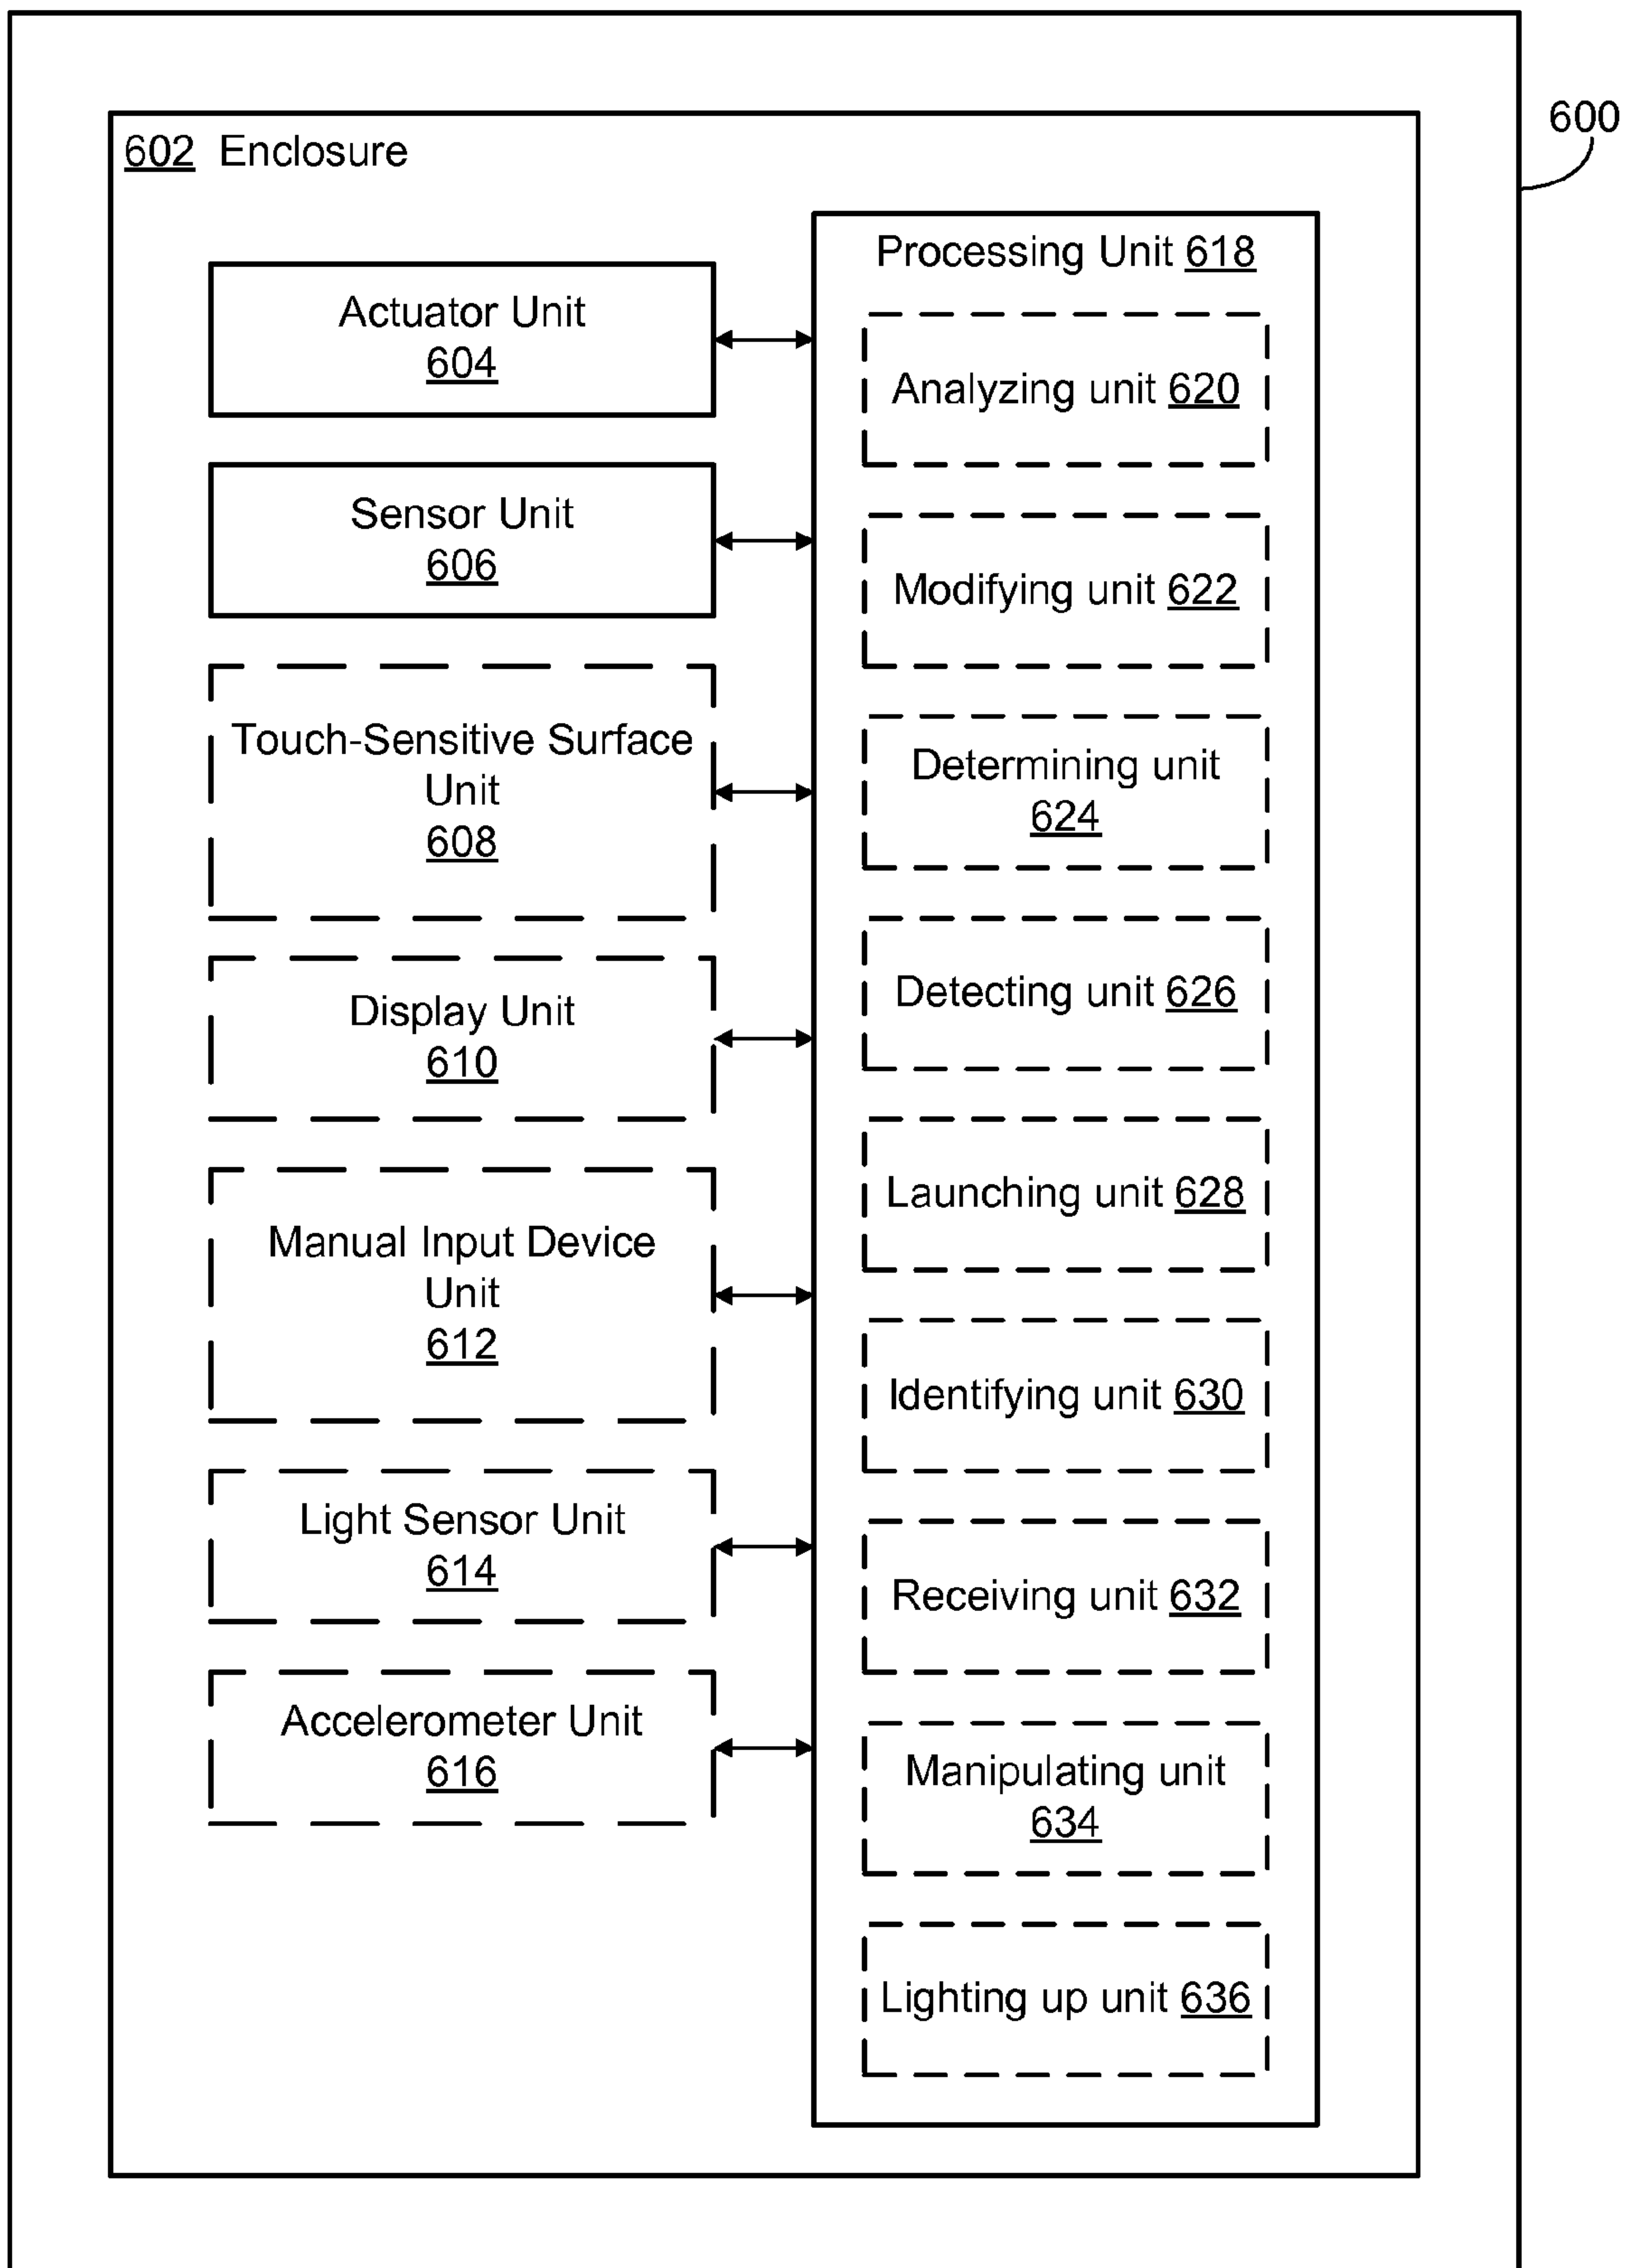 600
602 Enclosure
Actuator Unit
604
Sensor Unit
606
Touch-Sensitive Surface
Unit
608
Display Unit
610
Manual Input Device
Unit
612
Light Sensor Unit
614
Accelerometer Unit
616
Processing Unit 618
Analyzing unit 620
Modifying unit 622
Determining unit
624
Detecting unit 626
Launching unit 628
Identifying unit 630
Receiving unit 632
Manipulating unit
634
Lighting up unit 636